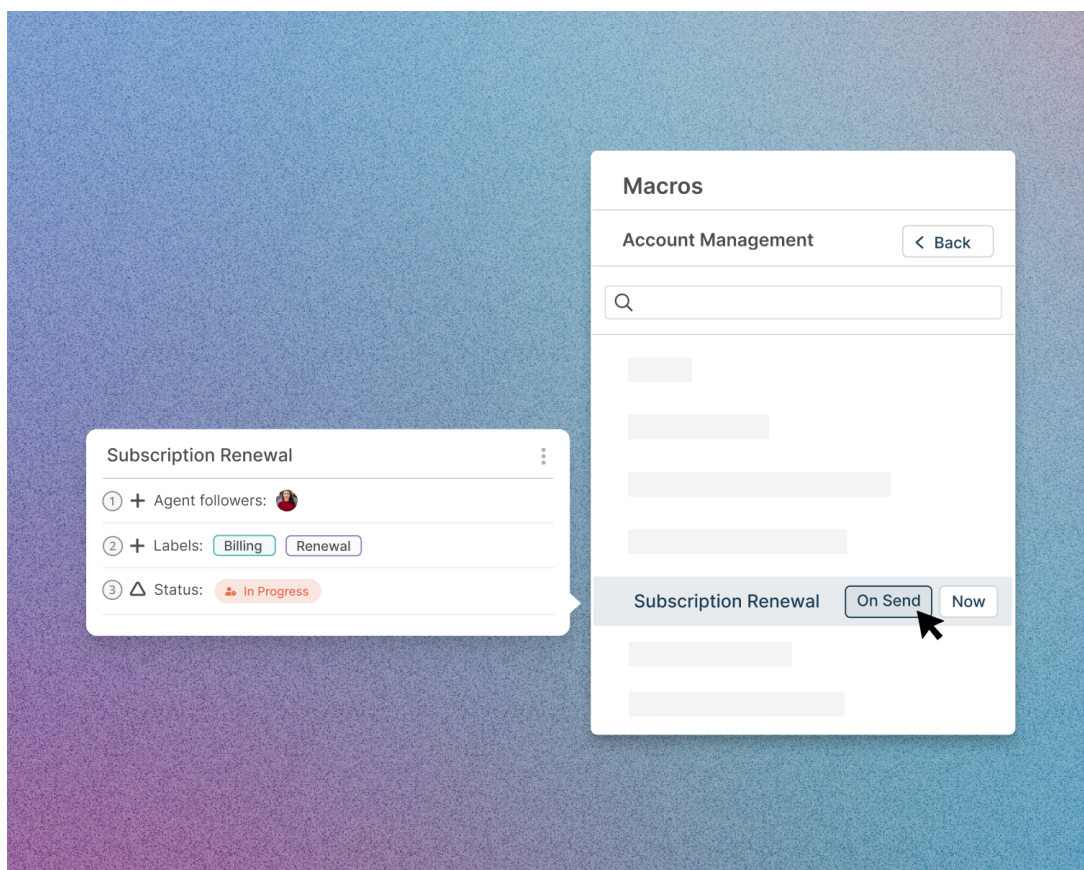 Macros
Account Management
Back
Subscription Renewal
1 Agent followers:
2 Labels: Billing Renewal
3 Status: In Progress
Subscription Renewal On Send Now